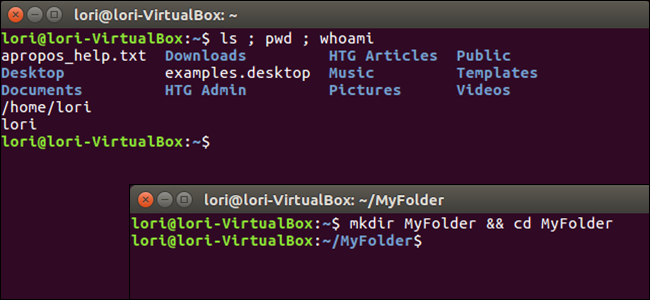 lori@lori-VirtualBox: ~
lori@lori-VirtualBox:~$ ls ; pwd ; whoami
apropos_help.txt  Downloads         HTG Articles  Public
Desktop           examples.desktop  Music         Templates
Documents         HTG Admin         Pictures      Videos
/home/lori
lori
lori@lori-VirtualBox:~$
lori@lori-VirtualBox: ~/MyFolder
lori@lori-VirtualBox:~$ mkdir MyFolder && cd MyFolder
lori@lori-VirtualBox:~/MyFolder$